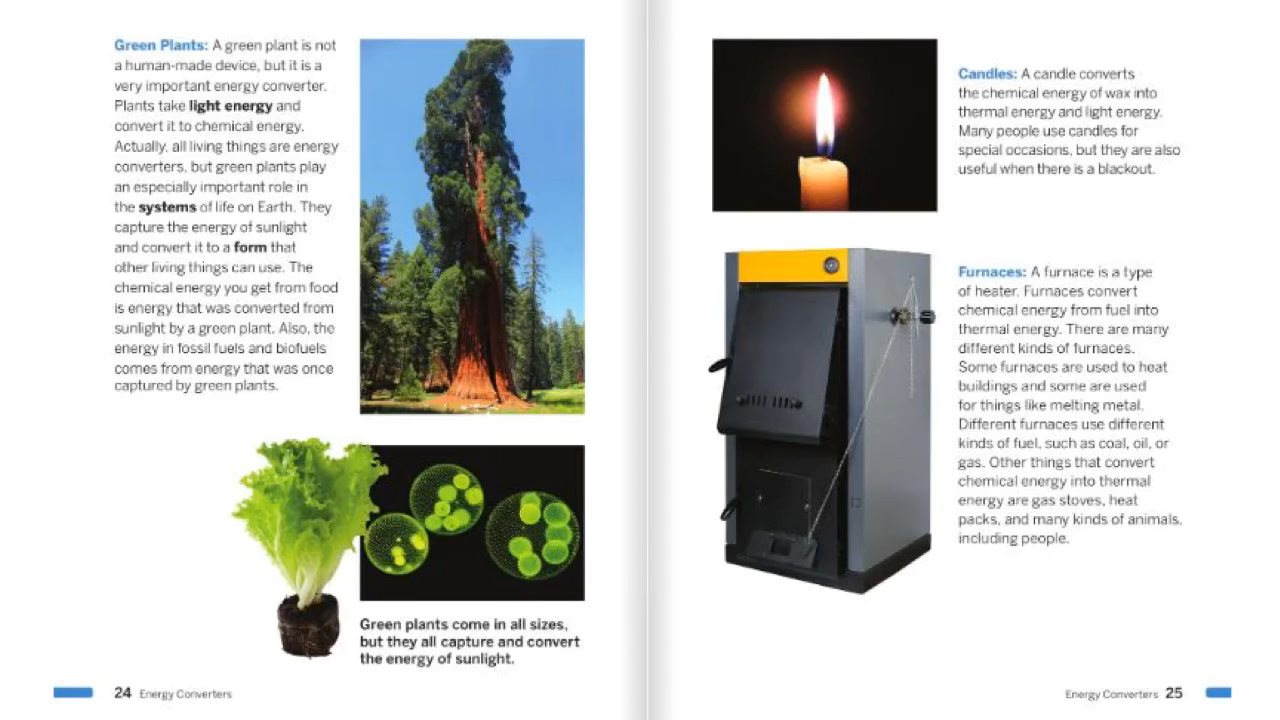 Green Plants: A green plant is not
a human-made device, but it is a
very important energy converter.
Plants take light energy and
convert it to chemical energy.
Actually, all living things are energy
converters, but green plants play
an especially important role in
the systems of life on Earth. They
capture the energy of sunlight
and convert it to a form that
other living things can use. The
chemical energy you get from food
is energy that was converted from
sunlight by a green plant. Also, the
energy in fossil fuels and biofuels
comes from energy that was once
captured by green plants.
Green plants come in all sizes,
but they all capture and convert
the energy of sunlight.
24 Energy Converters
Candles: A candle converts
the chemical energy of wax into
thermal energy and light energy.
Many people use candles for
special occasions, but they are also
useful when there is a blackout.
Furnaces: A furnace is a type
of heater. Furnaces convert
chemical energy from fuel into
thermal energy. There are many
different kinds of furnaces.
Some furnaces are used to heat
buildings and some are used
for things like melting metal.
Different furnaces use different
kinds of fuel, such as coal, oil, or
gas. Other things that convert
chemical energy into thermal
energy are gas stoves, heat
packs, and many kinds of animals,
including people.
Energy Converters 25